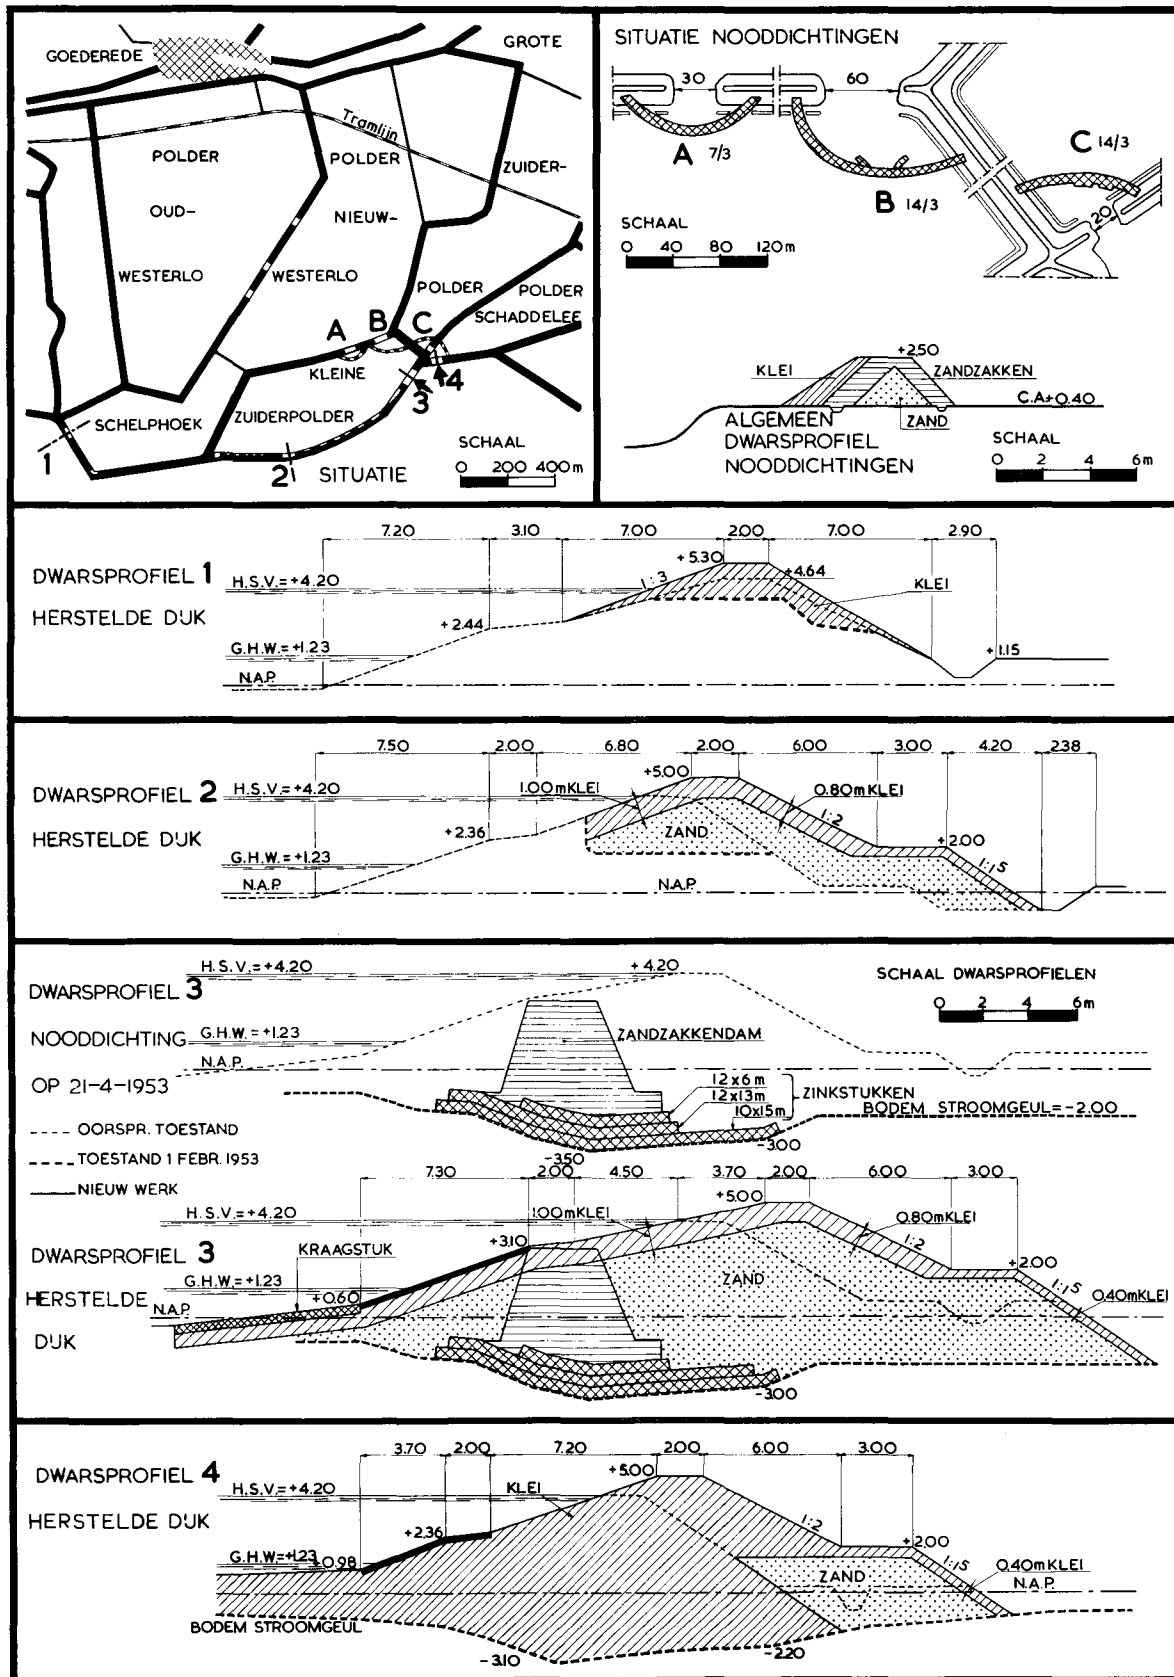 GOEDEREDE
GROTE
Tramlijn
POLDER
POLDER
ZUIDER-
OUD-
NIEUW-
WESTERLO
WESTERLO
POLDER
POLDER
SCHADDELEE
A
B
C
KLEINE
4
3
SCHELPHOEK
ZUIDERPOLDER
1
2
SITUATIE
SCHAAL
0 200 400m
SITUATIE NOODDICHTINGEN
30
60
A 7/3
B 14/3
C 14/3
20
SCHAAL
0 40 80 120m
+2.50
KLEI
ZANDZAKKEN
C.A.+0.40
ZAND
ALGEMEEN
DWARSPROFIEL
NOODDICHTINGEN
SCHAAL
0 2 4 6m
7.20 3.10 7.00 2.00 7.00 2.90
DWARSPROFIEL 1
HERSTELDE DIJK
H.S.V.=+4.20
1:3
+5.30
+4.64
KLEI
+2.44
G.H.W.=+1.23
+1.15
N.A.P.
7.50 2.00 6.80 2.00 6.00 3.00 4.20 2.38
DWARSPROFIEL 2
HERSTELDE DIJK
H.S.V.=+4.20
+5.00
1.00mKLEI
0.80mKLEI
1:2
+2.36
ZAND
+2.00
G.H.W.=+1.23
1:1.5
N.A.P.
N.A.P.
DWARSPROFIEL 3
NOODDICHTING
OP 21-4-1953
H.S.V.=+4.20
+4.20
SCHAAL DWARSPROFIELEN
0 2 4 6m
G.H.W=+1.23
ZANDZAKKENDAM
N.A.P.
12x6m
12x13m
10x15m
ZINKSTUKKEN
BODEM STROOMGEUL=-2.00
-3.50
-3.00
OORSPR. TOESTAND
TOESTAND 1 FEBR. 1953
NIEUW WERK
7.30 2.00 4.50 3.70 2.00 6.00 3.00
H.S.V.=+4.20
+5.00
1.00mKLEI
0.80mKLEI
1:2
DWARSPROFIEL 3
HERSTELDE
DIJK
KRAAGSTUK
+3.10
+2.00
G.H.W=+1.23
ZAND
1:1.5
+0.60
0.40mKLEI
N.A.P.
-3.00
3.70 2.00 7.20 2.00 6.00 3.00
DWARSPROFIEL 4
HERSTELDE DIJK
H.S.V.=+4.20
+5.00
KLEI
1:2
+2.36
+2.00
G.H.W=+1.23
+0.98
ZAND
1:1.5
0.40mKLEI
N.A.P.
BODEM STROOMGEUL
-3.10
-2.20